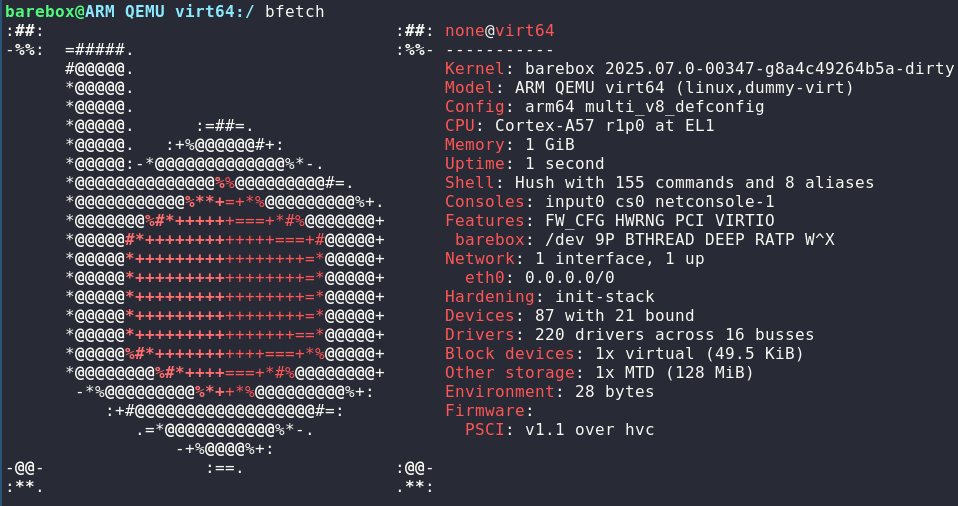 barebox@ARM QEMU virt64:/ bfetch
:##:                                   :##: none@virt64
-%%:  =#####.                          :%%- -----------
      #@@@@@.                               Kernel: barebox 2025.07.0-00347-g8a4c49264b5a-dirty
      *@@@@@.                               Model: ARM QEMU virt64 (linux,dummy-virt)
      *@@@@@.                               Config: arm64 multi_v8_defconfig
      *@@@@@.      :=##=.                   CPU: Cortex-A57 r1p0 at EL1
      *@@@@@.   :+%@@@@@@#+:                Memory: 1 GiB
      *@@@@@:-*@@@@@@@@@@@@@%*-.            Uptime: 1 second
      *@@@@@@@@@@@@@@%%@@@@@@@@@#=.         Shell: Hush with 155 commands and 8 aliases
      *@@@@@@@@@@@%**+=+*%@@@@@@@@@%+.      Consoles: input0 cs0 netconsole-1
      *@@@@@@@%#*++++++===+*#%@@@@@@@+      Features: FW_CFG HWRNG PCI VIRTIO
      *@@@@@#*+++++++++++++===+#@@@@@+       barebox: /dev 9P BTHREAD DEEP RATP W^X
      *@@@@@*+++++++++++++++++=*@@@@@+      Network: 1 interface, 1 up
      *@@@@@*+++++++++++++++++=*@@@@@+        eth0: 0.0.0.0/0
      *@@@@@*+++++++++++++++++=*@@@@@+      Hardening: init-stack
      *@@@@@*+++++++++++++++++=*@@@@@+      Devices: 87 with 21 bound
      *@@@@@*++++++++++++++++==*@@@@@+      Drivers: 220 drivers across 16 busses
      *@@@@@%#*+++++++++++===+*%@@@@@+      Block devices: 1x virtual (49.5 KiB)
      *@@@@@@@@%#*++++===+*#%@@@@@@@@+      Other storage: 1x MTD (128 MiB)
       -*%@@@@@@@@@%*++*%@@@@@@@@@%+:       Environment: 28 bytes
          :+#@@@@@@@@@@@@@@@@@@#=:          Firmware:
             .=*@@@@@@@@@@@%*-.               PSCI: v1.1 over hvc
                 -+%@@@@%+:
-@@-                :==.               :@@-
:**.                                   .**: